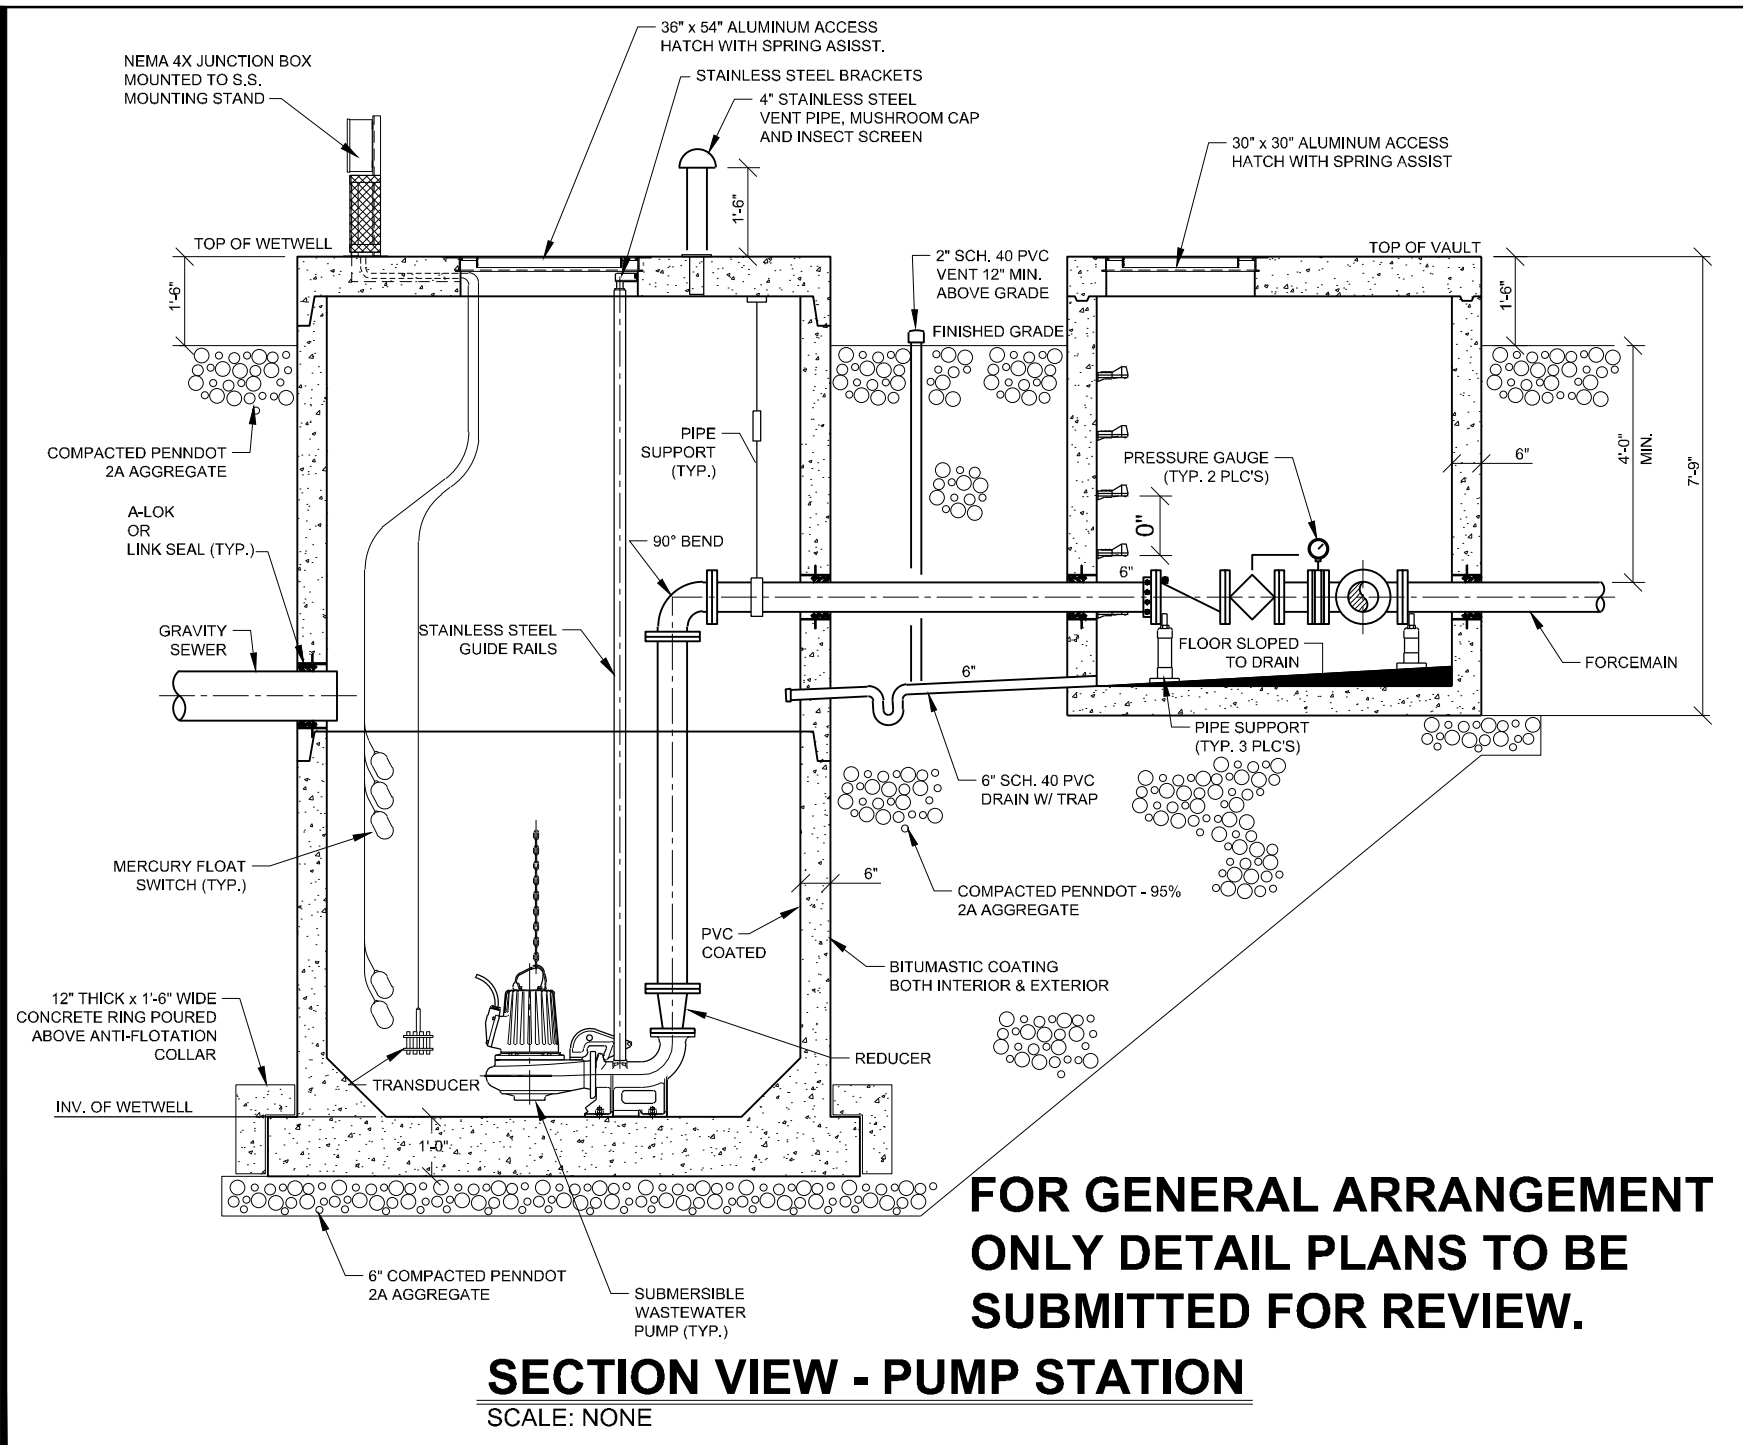 36" x 54" ALUMINUM ACCESS
HATCH WITH SPRING ASISST.
NEMA 4X JUNCTION BOX
MOUNTED TO S.S.
MOUNTING STAND
STAINLESS STEEL BRACKETS
4" STAINLESS STEEL
VENT PIPE, MUSHROOM CAP
AND INSECT SCREEN
30" x 30" ALUMINUM ACCESS
HATCH WITH SPRING ASSIST
1'-6"
TOP OF WETWELL
TOP OF VAULT
2" SCH. 40 PVC
VENT 12" MIN.
ABOVE GRADE
1'-6"
1'-6"
FINISHED GRADE
COMPACTED PENNDOT
2A AGGREGATE
PIPE
SUPPORT
(TYP.)
PRESSURE GAUGE
(TYP. 2 PLC'S)
6"
4'-0"
MIN.
7'-9"
A-LOK
OR
LINK SEAL (TYP.)
90° BEND
0"
6"
GRAVITY
SEWER
STAINLESS STEEL
GUIDE RAILS
FLOOR SLOPED
TO DRAIN
FORCEMAIN
6"
PIPE SUPPORT
(TYP. 3 PLC'S)
6" SCH. 40 PVC
DRAIN W/ TRAP
MERCURY FLOAT
SWITCH (TYP.)
6"
COMPACTED PENNDOT - 95%
2A AGGREGATE
PVC
COATED
BITUMASTIC COATING
BOTH INTERIOR & EXTERIOR
12" THICK x 1'-6" WIDE
CONCRETE RING POURED
ABOVE ANTI-FLOTATION
COLLAR
REDUCER
TRANSDUCER
INV. OF WETWELL
1'-0"
6" COMPACTED PENNDOT
2A AGGREGATE
SUBMERSIBLE
WASTEWATER
PUMP (TYP.)
FOR GENERAL ARRANGEMENT
ONLY DETAIL PLANS TO BE
SUBMITTED FOR REVIEW.
SECTION VIEW - PUMP STATION
SCALE: NONE